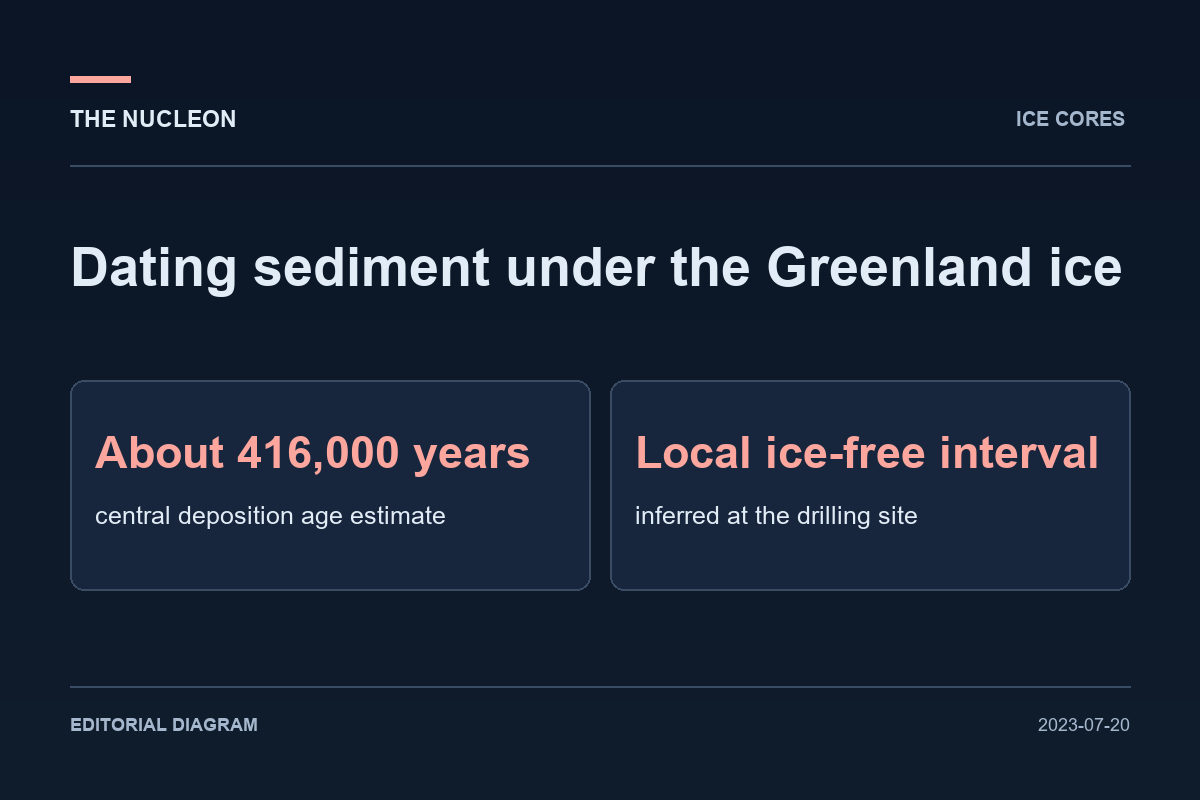 THE NUCLEON
ICE CORES
Dating sediment under the Greenland ice
About 416,000 years
central deposition age estimate
Local ice-free interval
inferred at the drilling site
EDITORIAL DIAGRAM
2023-07-20